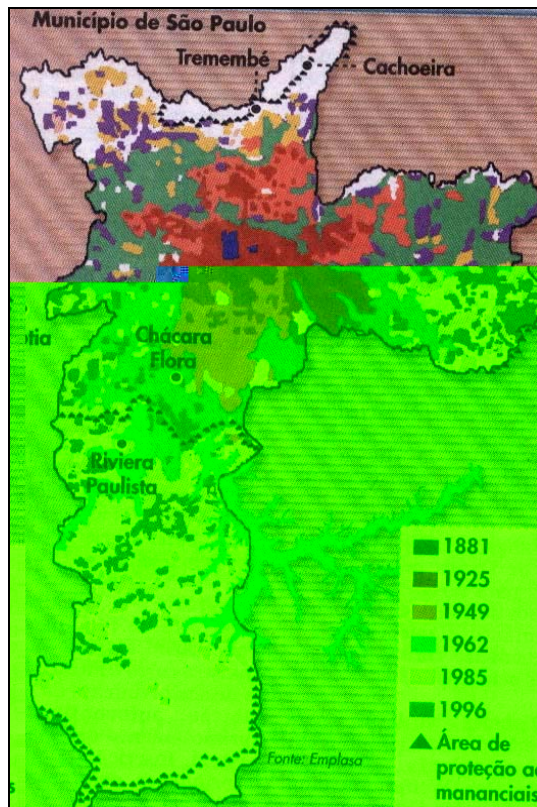 Município de São Paulo
Tremembé
Cachoeira
Chácara
Flora
Riviera
Paulista
1881
1925
1949
1962
1985
1996
Área de
proteção ao
mananciais
Fonte: Emplasa